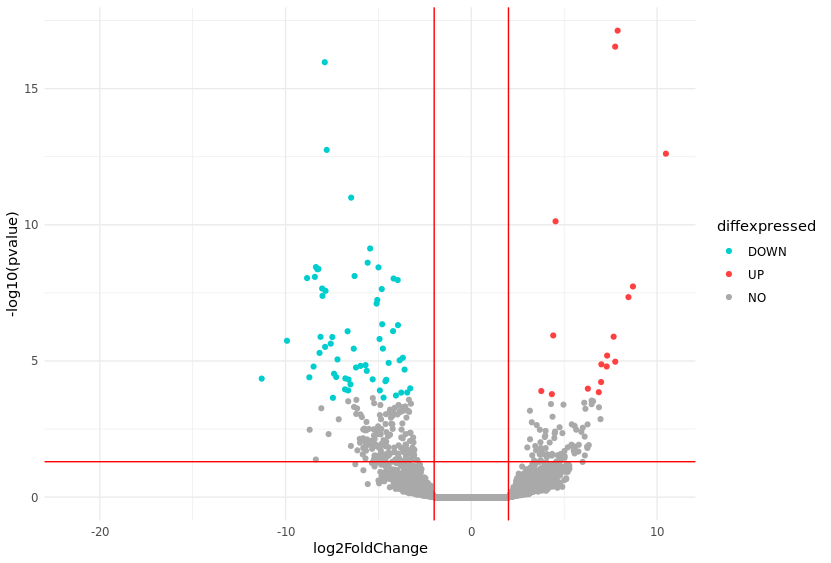 15
10
5
0
-20
-10
0
10
log2FoldChange
-log10(pvalue)
diffexpressed
DOWN
UP
NO